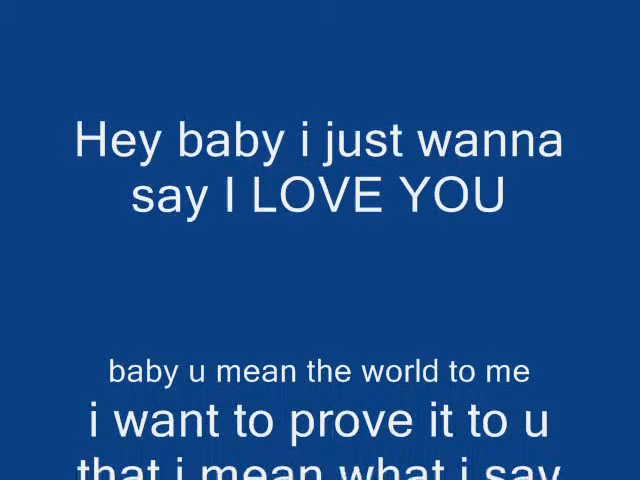 Hey baby i just wanna
say I LOVE YOU
baby u mean the world to me
i want to prove it to u
that i mean what i say